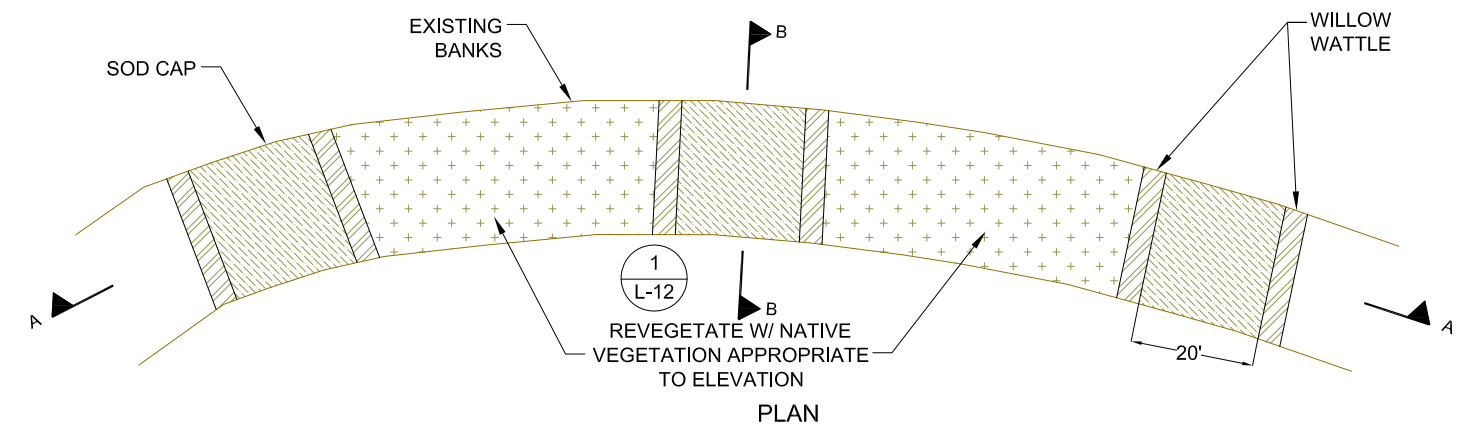 EXISTING
BANKS
B
WILLOW
WATTLE
SOD CAP
1
L-12
A
B
A
REVEGETATE W/ NATIVE
VEGETATION APPROPRIATE
TO ELEVATION
20'
PLAN